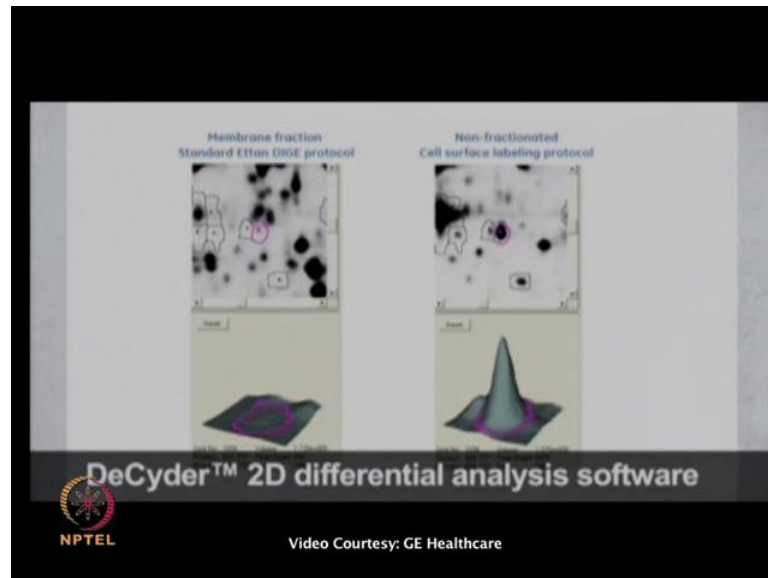 Membrane fraction
Standard Ettan DIGE protocol
Non-fractionated
Cell surface labeling protocol
DeCyder™ 2D differential analysis software
NPTEL
Video Courtesy: GE Healthcare